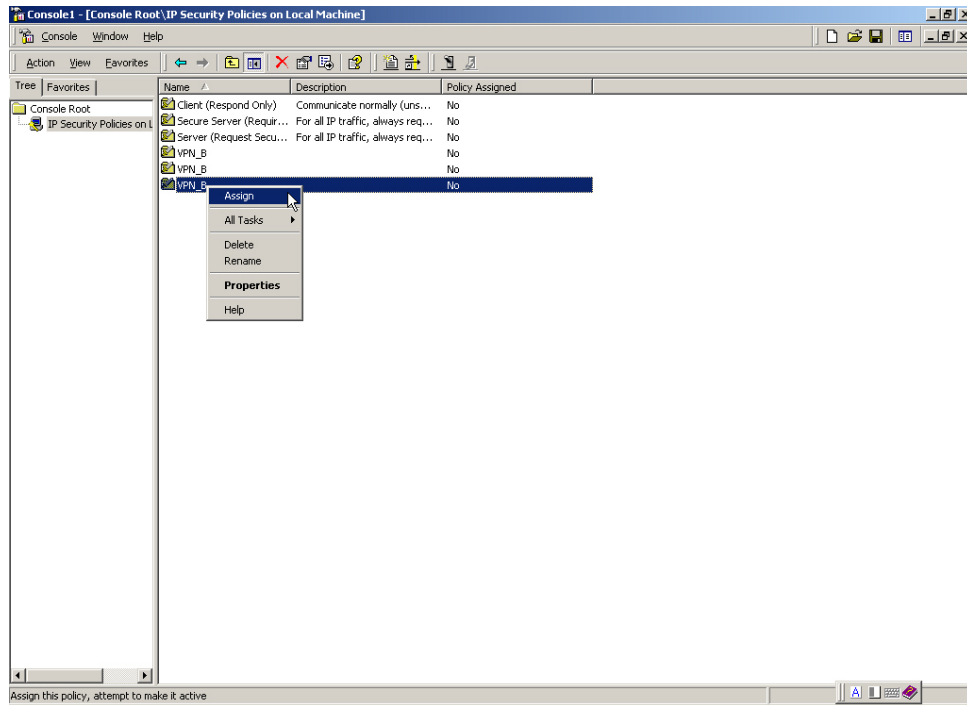 Console1 - [Console Root\IP Security Policies on Local Machine]
Console Window Help
Action View Favorites
Tree Favorites
Name Description Policy Assigned
Console Root
IP Security Policies on L
Client (Respond Only) Communicate normally (uns... No
Secure Server (Requir... For all IP traffic, always req... No
Server (Request Secu... For all IP traffic, always req... No
VPN_B No
VPN_B No
VPN_B No
Assign
All Tasks
Delete
Rename
Properties
Help
Assign this policy, attempt to make it active
A